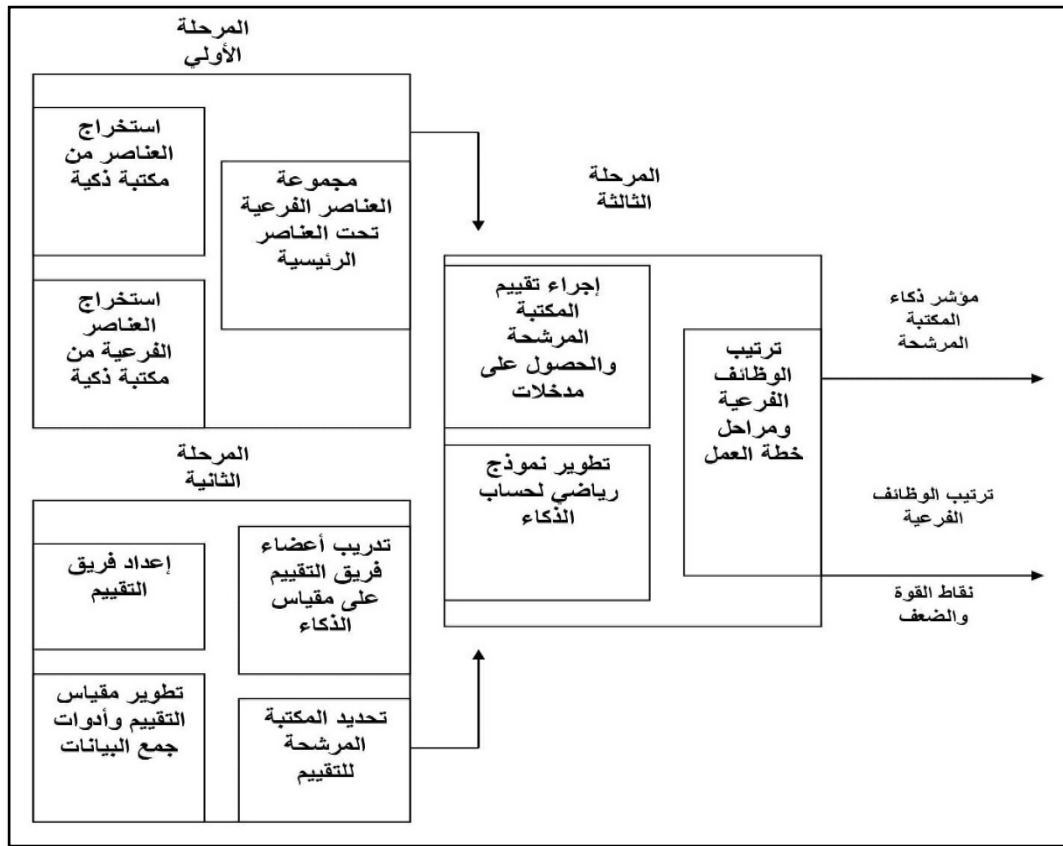 المرحلة
الأولي
استخراج
العناصر من
مكتبة ذكية
مجموعة
العناصر الفرعية
تحت العناصر
الرئيسية
استخراج
العناصر
الفرعية من
مكتبة ذكية
المرحلة
الثانية
إعداد فريق
التقييم
تدريب أعضاء
فريق التقييم
على مقياس
الذكاء
تطوير مقياس
التقييم وأدوات
جمع البيانات
تحديد المكتبة
المرشحة
للتقييم
المرحلة
الثالثة
إجراء تقييم
المكتبة
المرشحة
والحصول على
مدخلات
تطوير نموذج
رياضي لحساب
الذكاء
ترتيب
الوظائف
الفرعية
ومراحل
خطة العمل
مؤشر ذكاء
المكتبة
المرشحة
ترتيب الوظائف
الفرعية
نقاط القوة
والضعف